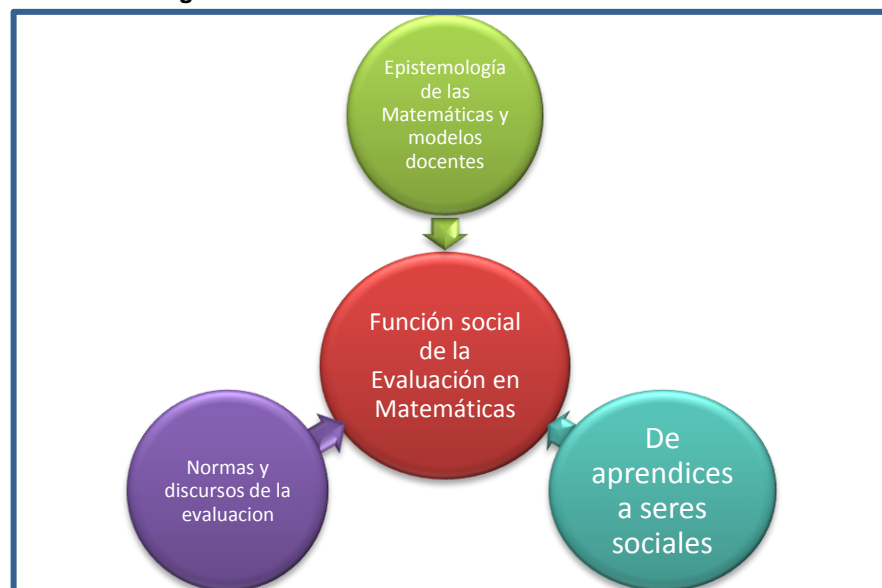 Epistemología
de las
Matemáticas y
modelos
docentes
Función social
de la
Evaluación en
Matemáticas
Normas y
discursos de la
evaluacion
De
aprendices
a seres
sociales